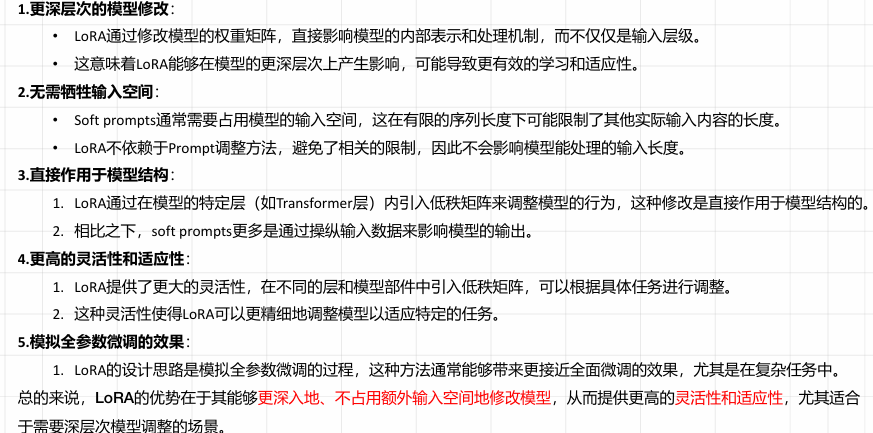 1.更深层次的模型修改：
• LoRA通过修改模型的权重矩阵，直接影响模型的内部表示和处理机制，而不仅仅是输入层级。
• 这意味着LoRA能够在模型的更深层次上产生影响，可能导致更有效的学习和适应性。
2.无需牺牲输入空间：
• Soft prompts通常需要占用模型的输入空间，这在有限的序列长度下可能限制了其他实际输入内容的长度。
• LoRA不依赖于Prompt调整方法，避免了相关的限制，因此不会影响模型能处理的输入长度。
3.直接作用于模型结构：
1. LoRA通过在模型的特定层（如Transformer层）内引入低秩矩阵来调整模型的行为，这种修改是直接作用于模型结构的。
2. 相比之下，soft prompts更多是通过操纵输入数据来影响模型的输出。
4.更高的灵活性和适应性：
1. LoRA提供了更大的灵活性，在不同的层和模型部件中引入低秩矩阵，可以根据具体任务进行调整。
2. 这种灵活性使得LoRA可以更精细地调整模型以适应特定的任务。
5.模拟全参数微调的效果：
1. LoRA的设计思路是模拟全参数微调的过程，这种方法通常能够带来更接近全面微调的效果，尤其是在复杂任务中。
总的来说，LoRA的优势在于其能够更深入地、不占用额外输入空间地修改模型，从而提供更高的灵活性和适应性，尤其适合
于需要深层次模型调整的场景。